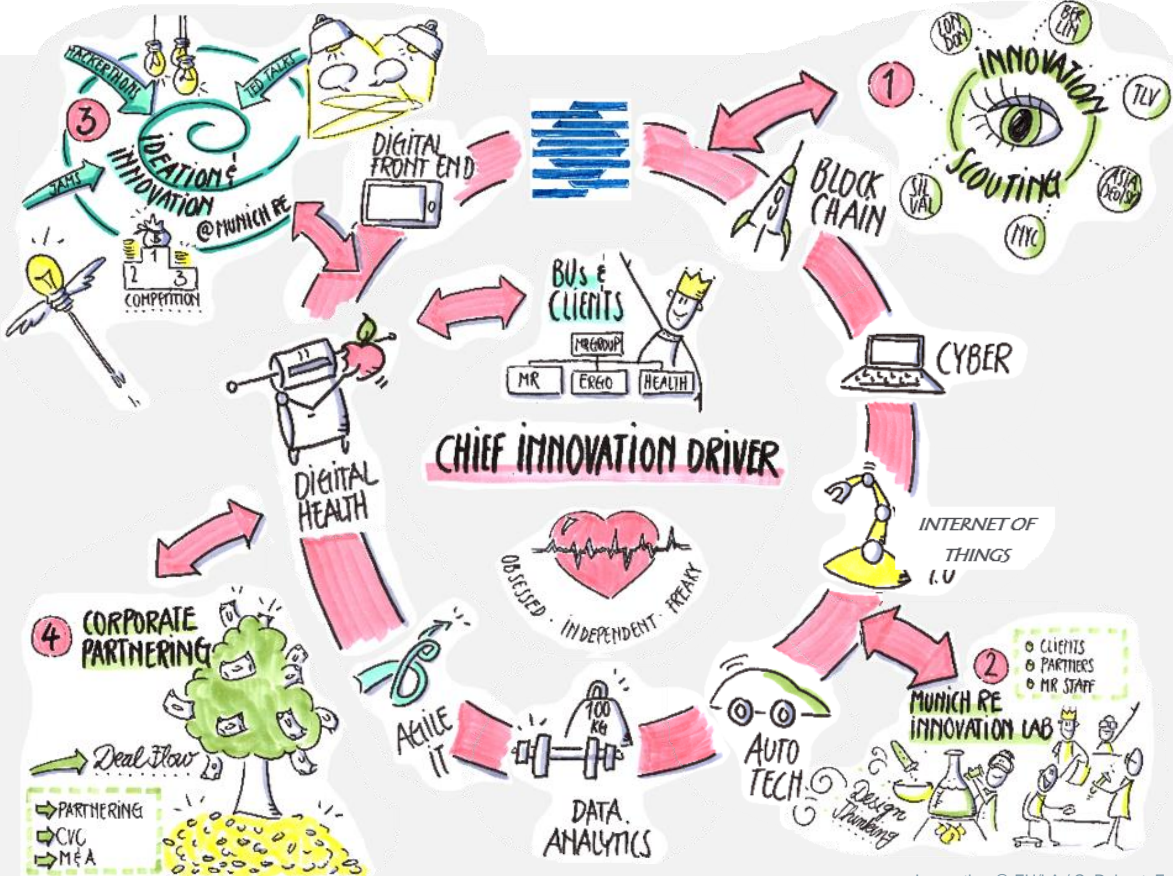 HACKERTHONS
TED TALKS
JAMS
3
IDEATION &
INNOVATION
@ MUNICH RE
$
1
2
3
COMPETITION
DIGITAL
FRONT END
BLOCK
CHAIN
1
INNOVATION
SCOUTING
LON
DON
BER
LIN
TLV
NYC
SIL
VAL
BUs &
CLIENTS
MR GROUP
MR
ERGO
HEALTH
CYBER
CHIEF INNOVATION DRIVER
DIGITAL
HEALTH
OBSESSED · INDEPENDENT · FREAKY
INTERNET OF
THINGS
4
CORPORATE
PARTNERING
Deal Flow
PARTNERING
CVC
M&A
AGILE
IT
100
KG
DATA
ANALYTICS
AUTO
TECH
2
CLIENTS
PARTNERS
MR STAFF
MUNICH RE
INNOVATION LAB
Design
Thinking